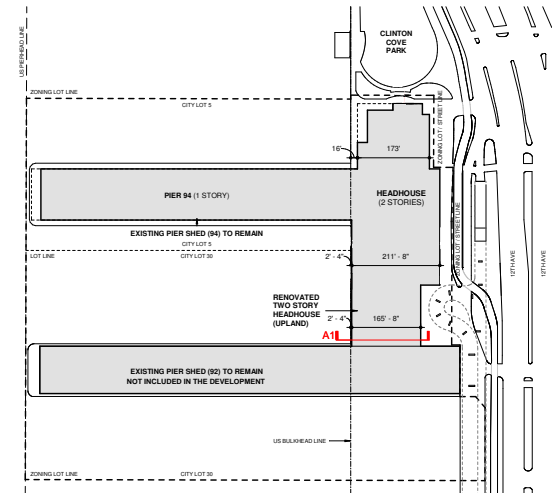 US PIERHEAD LINE
CLINTON
COVE
PARK
ZONING LOT LINE
CITY LOT 5
ZONING LOT / STREET LINE
16'
173'
PIER 94 (1 STORY)
HEADHOUSE
(2 STORIES)
EXISTING PIER SHED (94) TO REMAIN
CITY LOT 5
LOT LINE
CITY LOT 30
2' - 4"
211' - 8"
ZONING LOT / STREET LINE
12TH AVE
12TH AVE
RENOVATED
TWO STORY
HEADHOUSE
(UPLAND)
2' - 4"
165' - 8"
A1
EXISTING PIER SHED (92) TO REMAIN
NOT INCLUDED IN THE DEVELOPMENT
US BULKHEAD LINE
ZONING LOT LINE
CITY LOT 30